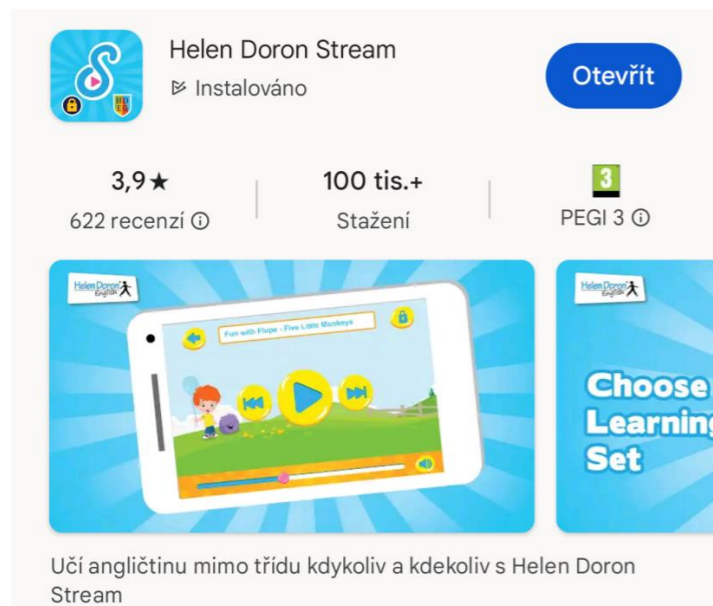 Helen Doron Stream
Instalováno
Otevřít
3,9★
622 recenzí
100 tis.+
Stažení
3
PEGI 3
Helen Doron
English
Fun with Flupe - Five Little Monkeys
Helen Doron
English
Choose
Learning
Set
Učí angličtinu mimo třídu kdykoliv a kdekoliv s Helen Doron
Stream